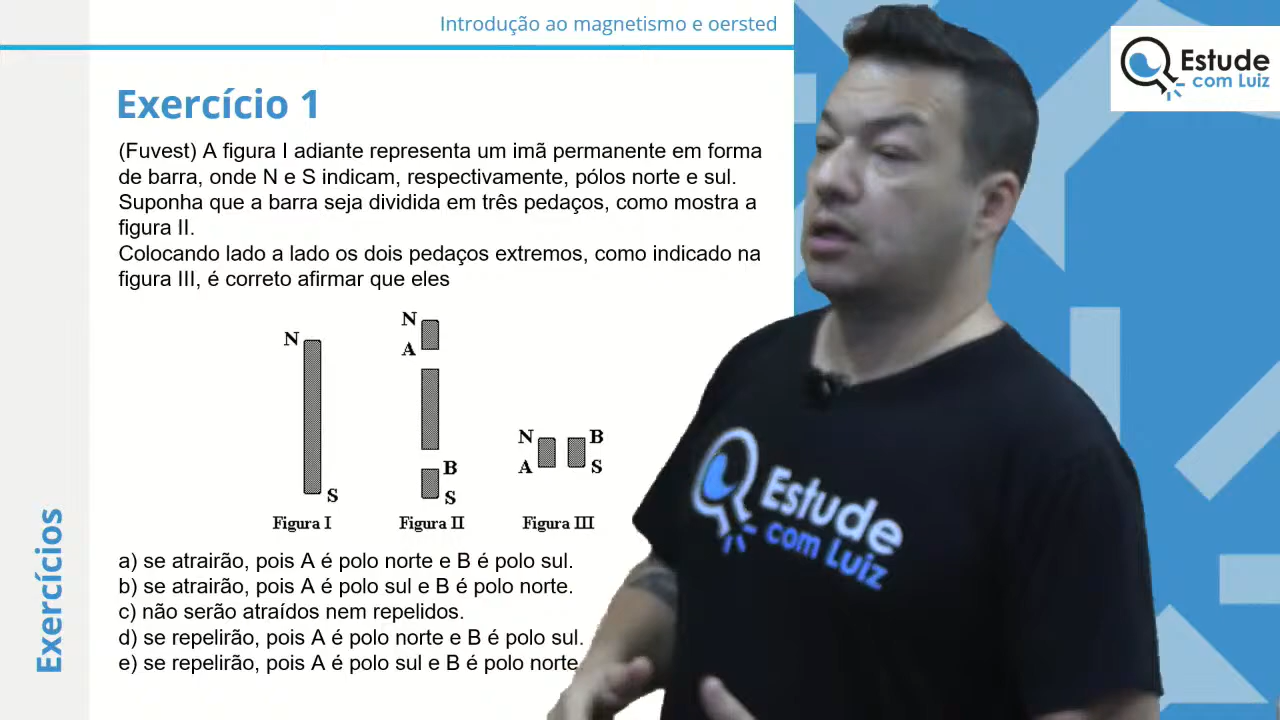 Introdução ao magnetismo e oersted
Estude
com Luiz
Exercício 1
(Fuvest) A figura I adiante representa um imã permanente em forma
de barra, onde N e S indicam, respectivamente, pólos norte e sul.
Suponha que a barra seja dividida em três pedaços, como mostra a
figura II.
Colocando lado a lado os dois pedaços extremos, como indicado na
figura III, é correto afirmar que eles
N
S
Figura I
N
A
B
S
Figura II
N
B
A
S
Figura III
a) se atrairão, pois A é polo norte e B é polo sul.
b) se atrairão, pois A é polo sul e B é polo norte.
c) não serão atraídos nem repelidos.
d) se repelirão, pois A é polo norte e B é polo sul.
e) se repelirão, pois A é polo sul e B é polo norte.
Exercícios
Estude
com Luiz